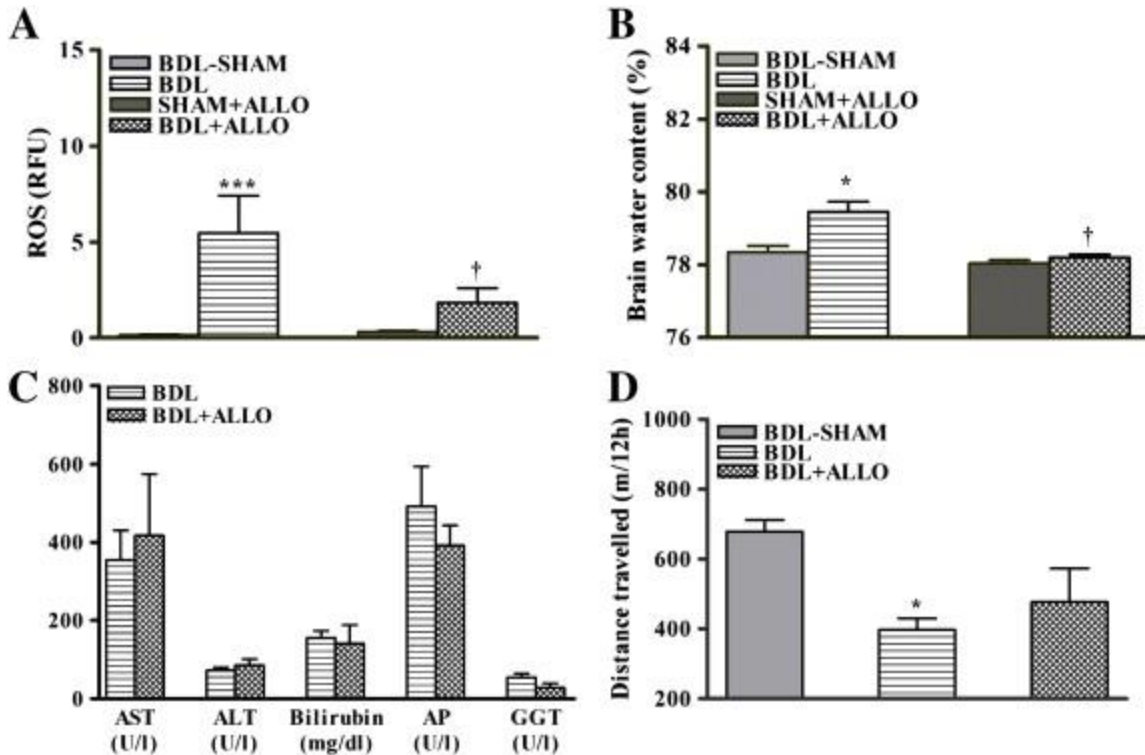 A
ROS (RFU)
15
10
5
0
BDL-SHAM
BDL
SHAM+ALLO
BDL+ALLO
***
†
B
Brain water content (%)
84
82
80
78
76
BDL-SHAM
BDL
SHAM+ALLO
BDL+ALLO
*
†
C
800
600
400
200
0
BDL
BDL+ALLO
AST ALT Bilirubin AP GGT
(U/l) (U/l) (mg/dl) (U/l) (U/l)
D
Distance travelled (m/12h)
1000
800
600
400
200
BDL-SHAM
BDL
BDL+ALLO
*